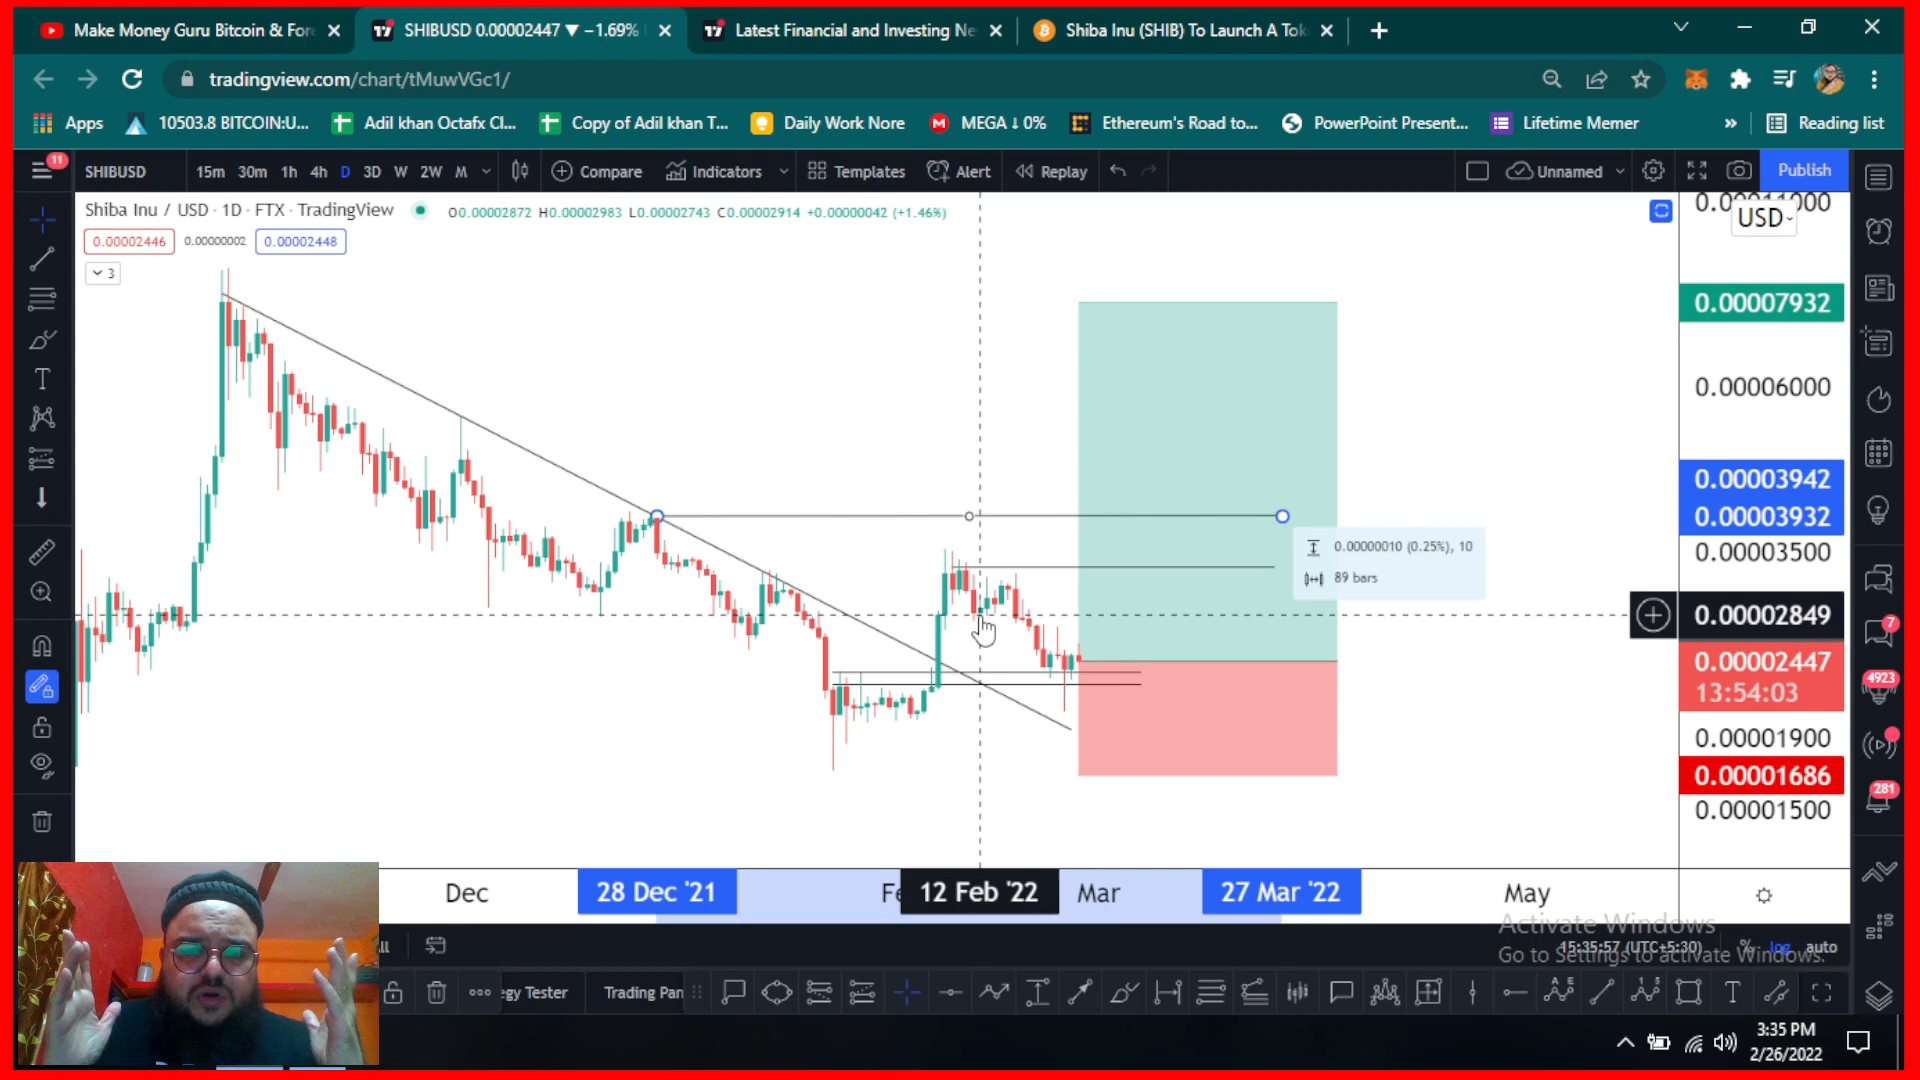 Make Money Guru Bitcoin & For
SHIBUSD 0.00002447 ▼ −1.69%
Latest Financial and Investing Ne
Shiba Inu (SHIB) To Launch A Tok
tradingview.com/chart/tMuwVGc1/
Apps
10503.8 BITCOIN:U...
Adil khan Octafx Cl...
Copy of Adil khan T...
Daily Work Nore
MEGA ↓ 0%
Ethereum's Road to...
PowerPoint Present...
Lifetime Memer
»
Reading list
11
SHIBUSD
15m 30m 1h 4h D 3D W 2W M
Compare
Indicators
Templates
Alert
Replay
Unnamed
Publish
Shiba Inu / USD · 1D · FTX · TradingView
O0.00002872 H0.00002983 L0.00002743 C0.00002914 +0.00000042 (+1.46%)
0.00002446
0.00000002
0.00002448
3
USD
0.00007932
0.00006000
0.00003942
0.00003932
0.00003500
0.00002849
0.00002447
13:54:03
0.00001900
0.00001686
0.00001500
0.00000010 (0.25%), 10
89 bars
7
4923
281
Dec
28 Dec '21
12 Feb '22
Mar
27 Mar '22
May
Activate Windows
Go to Settings to activate Windows.
15:35:57 (UTC+5:30)
%
log
auto
egy Tester
Trading Pan
3:35 PM
2/26/2022